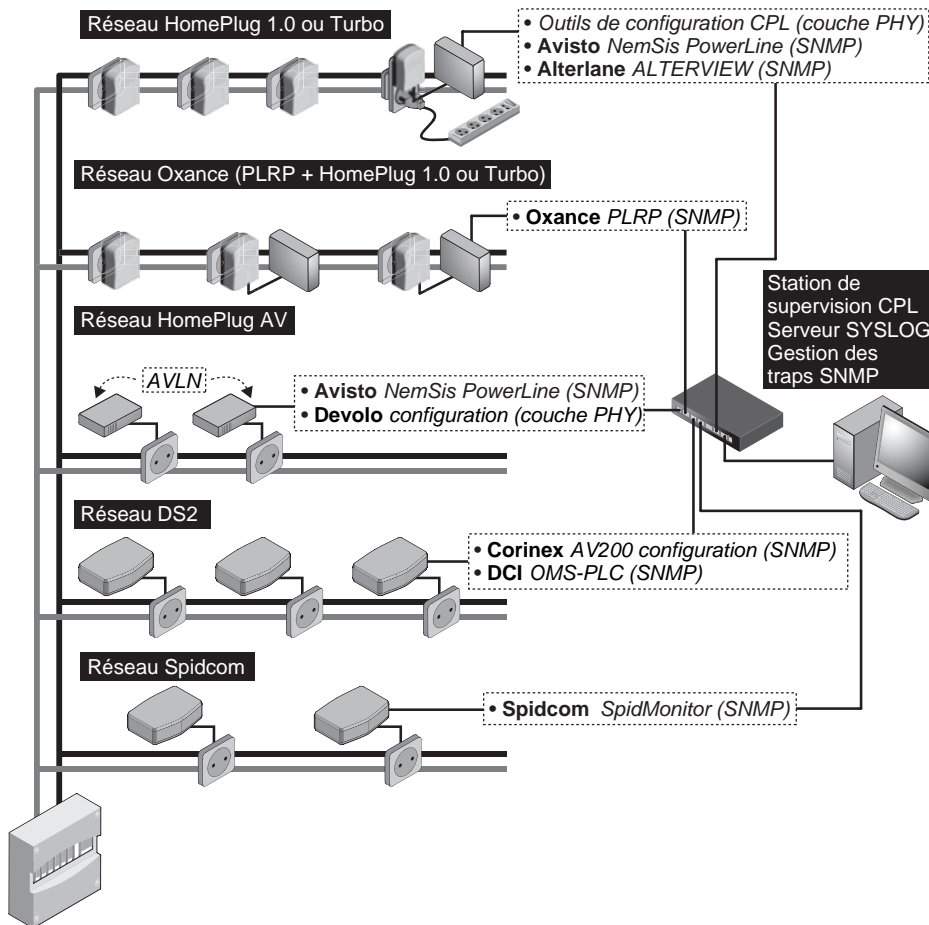 Réseau HomePlug 1.0 ou Turbo
• Outils de configuration CPL (couche PHY)
• Avisto NemSis PowerLine (SNMP)
• Alterlane ALTERVIEW (SNMP)
Réseau Oxance (PLRP + HomePlug 1.0 ou Turbo)
• Oxance PLRP (SNMP)
Station de
supervision CPL
Serveur SYSLOG
Gestion des
traps SNMP
Réseau HomePlug AV
AVLN
• Avisto NemSis PowerLine (SNMP)
• Devolo configuration (couche PHY)
Réseau DS2
• Corinex AV200 configuration (SNMP)
• DCI OMS-PLC (SNMP)
Réseau Spidcom
• Spidcom SpidMonitor (SNMP)